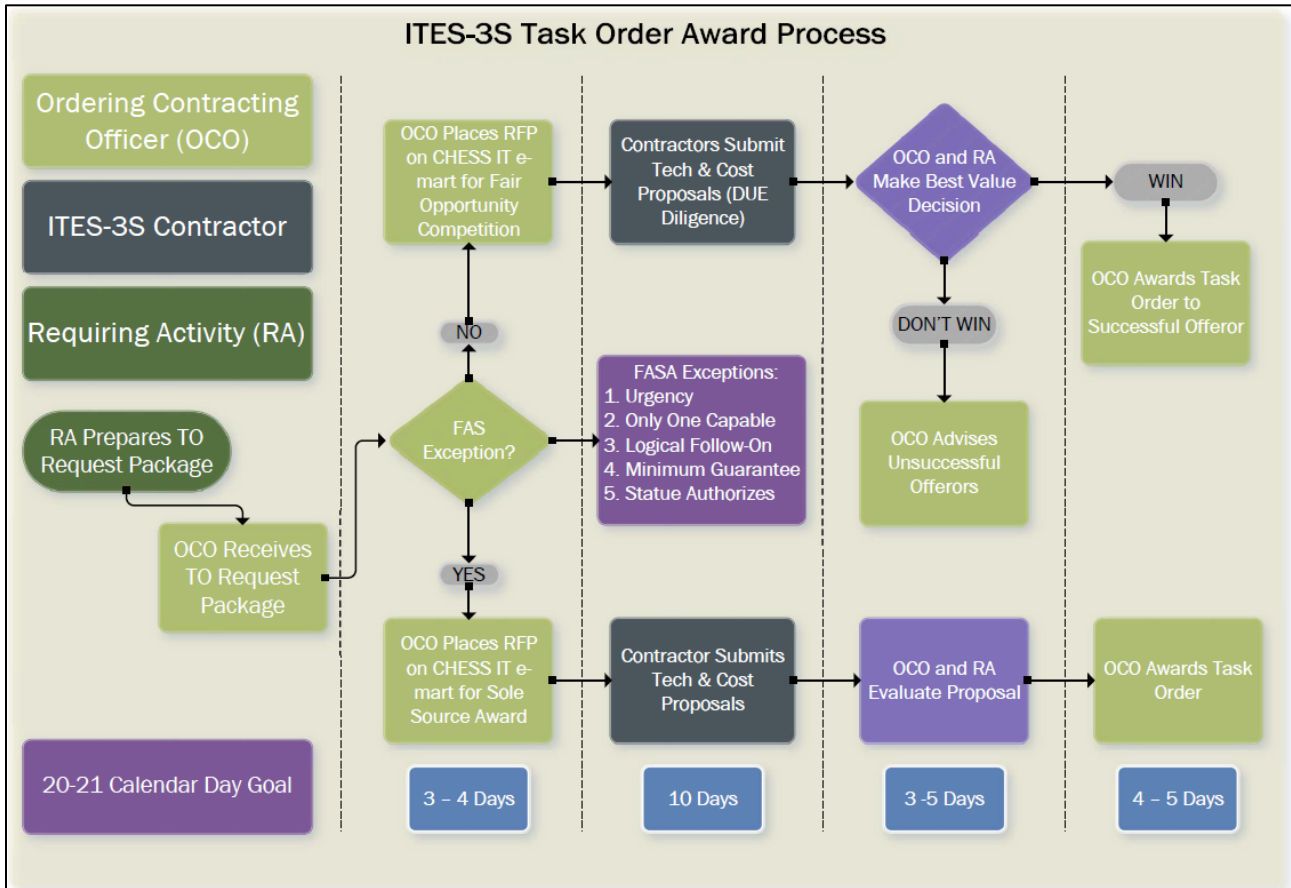 ITES-3S Task Order Award Process
Ordering Contracting
Officer (OCO)
ITES-3S Contractor
Requiring Activity (RA)
RA Prepares TO
Request Package
OCO Receives
TO Request
Package
20-21 Calendar Day Goal
OCO Places RFP
on CHESS IT e-
mart for Fair
Opportunity
Competition
NO
FAS
Exception?
YES
OCO Places RFP
on CHESS IT e-
mart for Sole
Source Award
3 – 4 Days
Contractors Submit
Tech & Cost
Proposals (DUE
Diligence)
FASA Exceptions:
1. Urgency
2. Only One Capable
3. Logical Follow-On
4. Minimum Guarantee
5. Statue Authorizes
Contractor Submits
Tech & Cost
Proposals
10 Days
OCO and RA
Make Best Value
Decision
DON'T WIN
OCO Advises
Unsuccessful
Offerors
OCO and RA
Evaluate Proposal
3 -5 Days
WIN
OCO Awards Task
Order to
Successful Offeror
OCO Awards Task
Order
4 – 5 Days